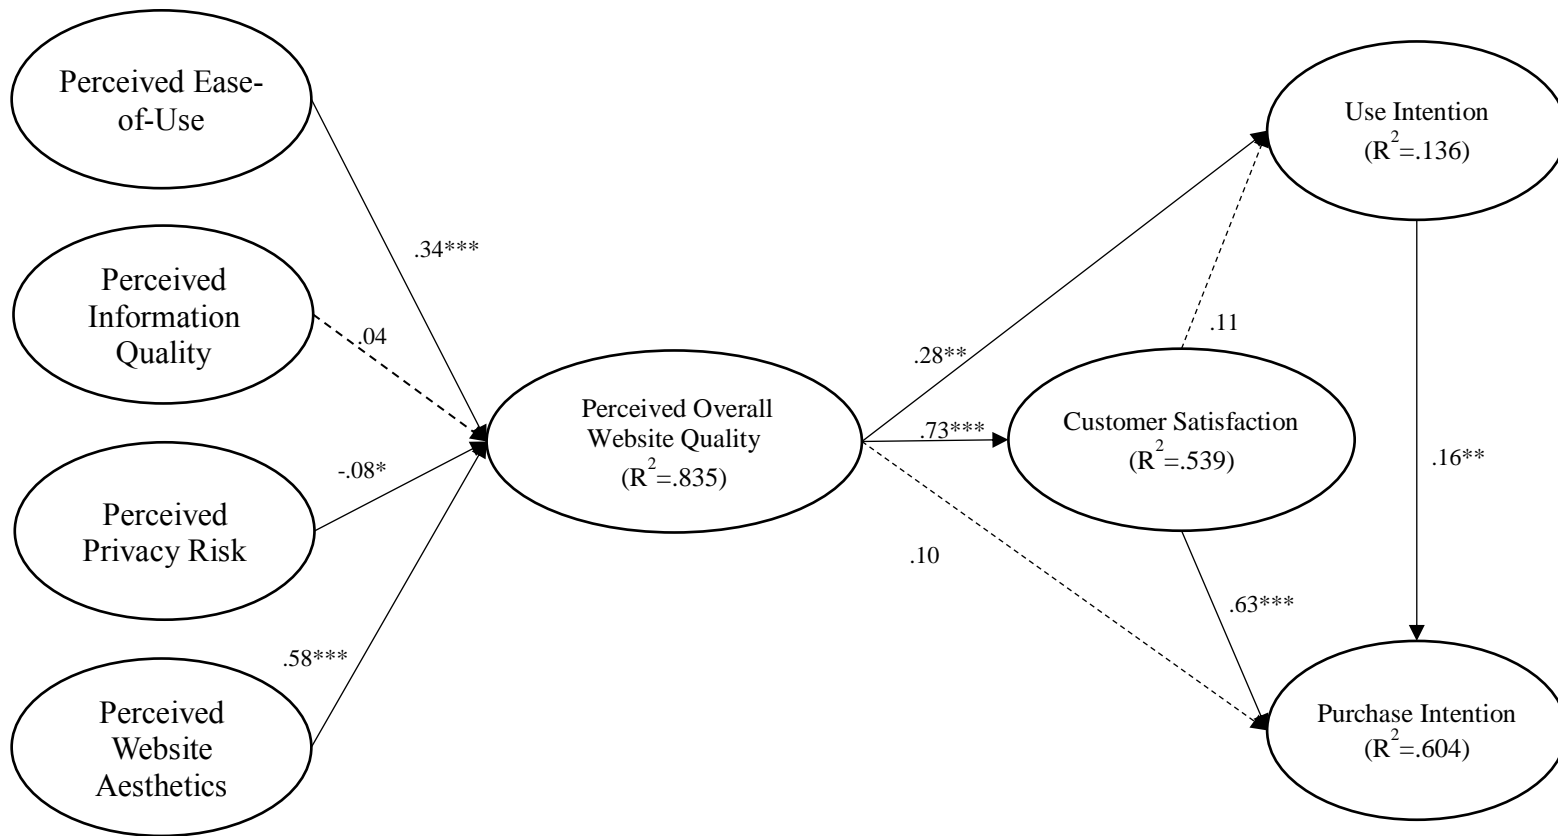 Perceived Ease-
of-Use
.34***
Perceived
Information
Quality
.04
Perceived
Privacy Risk
-.08*
Perceived
Website
Aesthetics
.58***
Perceived Overall
Website Quality
(R²=.835)
.28**
.73***
.10
Use Intention
(R²=.136)
.11
Customer Satisfaction
(R²=.539)
.16**
.63***
Purchase Intention
(R²=.604)